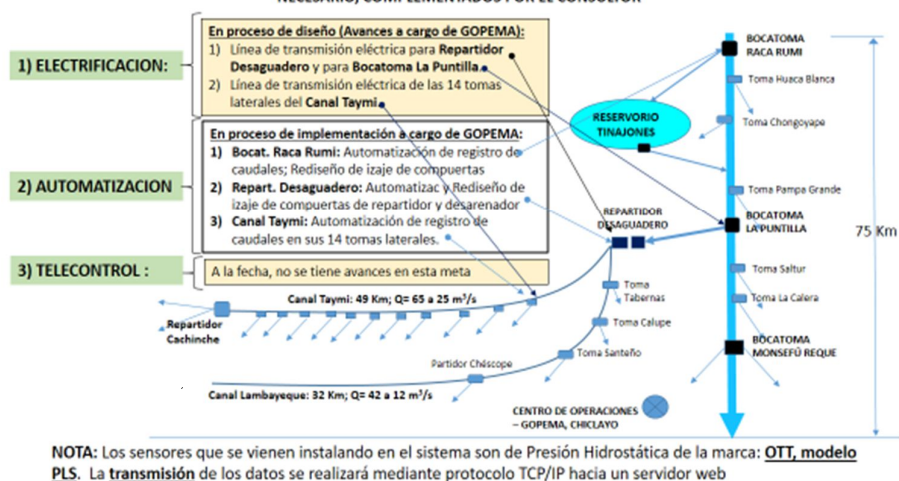 NECESARIO, COMPLEMENTADOS POR EL CONSULTOR
1) ELECTRIFICACION:
En proceso de diseño (Avances a cargo de GOPEMA):
1) Línea de transmisión eléctrica para Repartidor
Desaguadero y para Bocatoma La Puntilla.
2) Línea de transmisión eléctrica de las 14 tomas
laterales del Canal Taymi.
2) AUTOMATIZACION
En proceso de implementación a cargo de GOPEMA:
1) Bocat. Raca Rumi: Automatización de registro de
caudales; Rediseño de izaje de compuertas
2) Repart. Desaguadero: Automatizac y Rediseño de
izaje de compuertas de repartidor y desarenador
3) Canal Taymi: Automatización de registro de
caudales en sus 14 tomas laterales.
3) TELECONTROL :
A la fecha, no se tiene avances en esta meta
BOCATOMA
RACA RUMI
Toma Huaca Blanca
RESERVORIO
TINAJONES
Toma Chongoyape
Toma Pampa Grande
REPARTIDOR
DESAGUADERO
BOCATOMA
LA PUNTILLA
75 Km
Toma Saltur
Toma
Tabernas
Toma La Calera
Canal Taymi: 49 Km; Q= 65 a 25 m³/s
Repartidor
Cachinche
Toma Calupe
BOCATOMA
MONSEFÚ REQUE
Toma Santeño
Partidor Chéscope
Canal Lambayeque: 32 Km; Q= 42 a 12 m³/s
CENTRO DE OPERACIONES
– GOPEMA, CHICLAYO
NOTA: Los sensores que se vienen instalando en el sistema son de Presión Hidrostática de la marca: OTT, modelo
PLS. La transmisión de los datos se realizará mediante protocolo TCP/IP hacia un servidor web